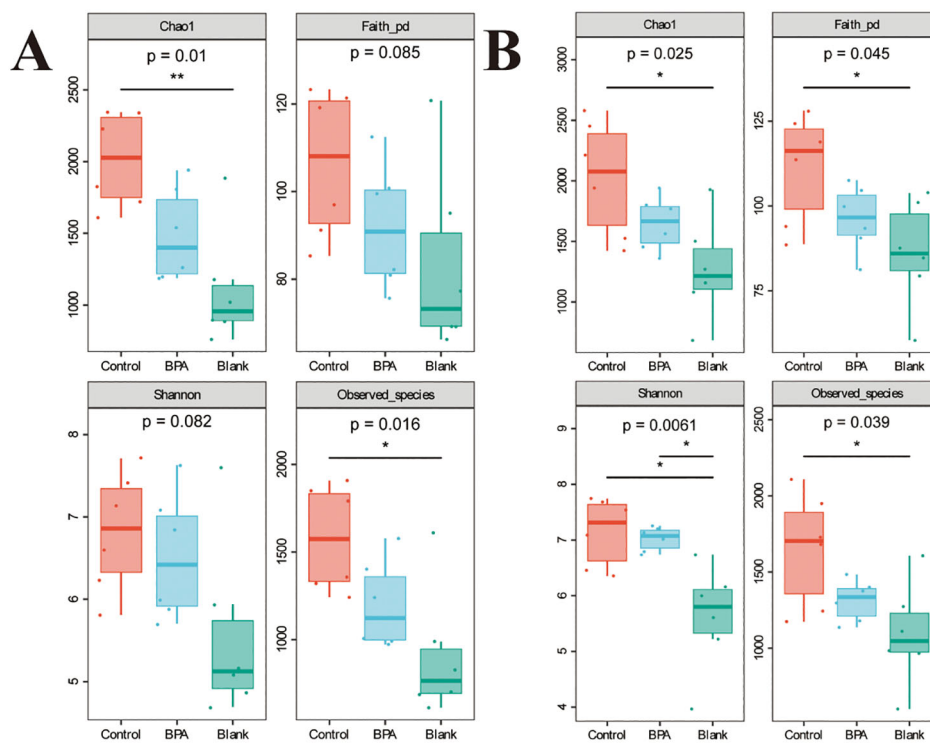 A
Chao1
p = 0.01
**
2500
2000
1500
1000
Control BPA Blank
Faith_pd
p = 0.085
120
100
80
Control BPA Blank
Shannon
p = 0.082
8
7
6
5
Control BPA Blank
Observed_species
p = 0.016
*
2000
1500
1000
Control BPA Blank
B
Chao1
p = 0.025
*
3000
2500
2000
1500
1000
Control BPA Blank
Faith_pd
p = 0.045
*
125
100
75
Control BPA Blank
Shannon
p = 0.0061
*
*
9
8
7
6
5
4
Control BPA Blank
Observed_species
p = 0.039
*
2500
2000
1500
1000
Control BPA Blank